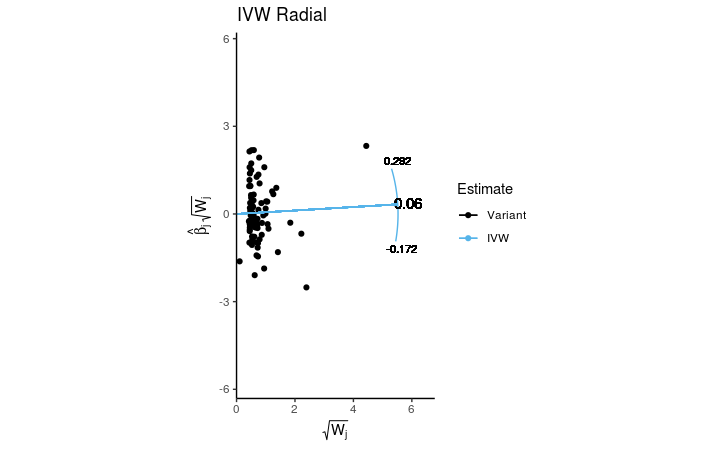 IVW Radial
6
3
0
-3
-6
β̂j√Wj
0.292
0.06
-0.172
0 2 4 6
√Wj
Estimate
Variant
IVW